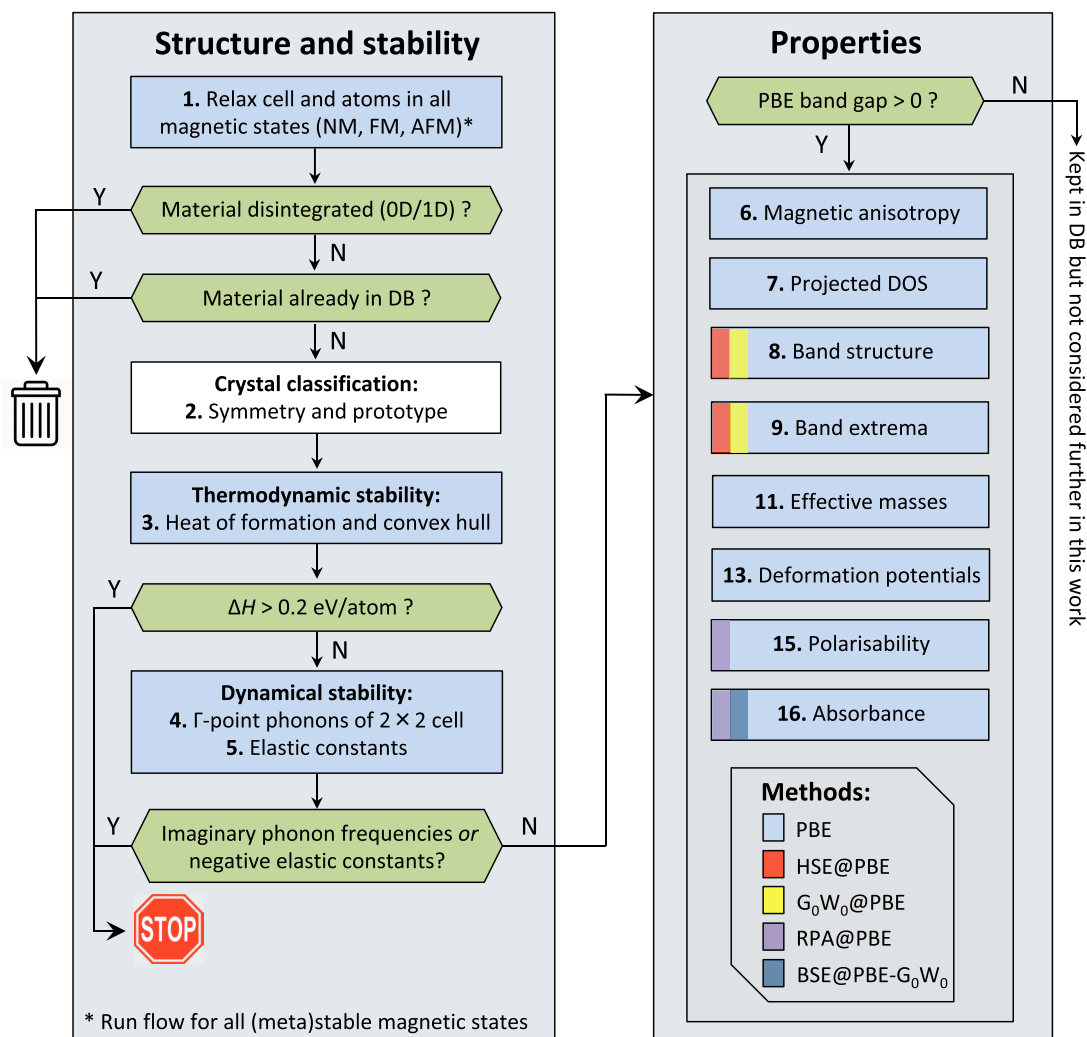 Structure and stability
1. Relax cell and atoms in all
magnetic states (NM, FM, AFM)*
Y
Material disintegrated (0D/1D) ?
N
Y
Material already in DB ?
N
Crystal classification:
2. Symmetry and prototype
Thermodynamic stability:
3. Heat of formation and convex hull
Y
ΔH > 0.2 eV/atom ?
N
Dynamical stability:
4. Γ-point phonons of 2 × 2 cell
5. Elastic constants
Y
Imaginary phonon frequencies or
negative elastic constants?
N
STOP
* Run flow for all (meta)stable magnetic states
Properties
PBE band gap > 0 ?
N
Y
Kept in DB but not considered further in this work
6. Magnetic anisotropy
7. Projected DOS
8. Band structure
9. Band extrema
11. Effective masses
13. Deformation potentials
15. Polarisability
16. Absorbance
Methods:
PBE
HSE@PBE
G₀W₀@PBE
RPA@PBE
BSE@PBE-G₀W₀